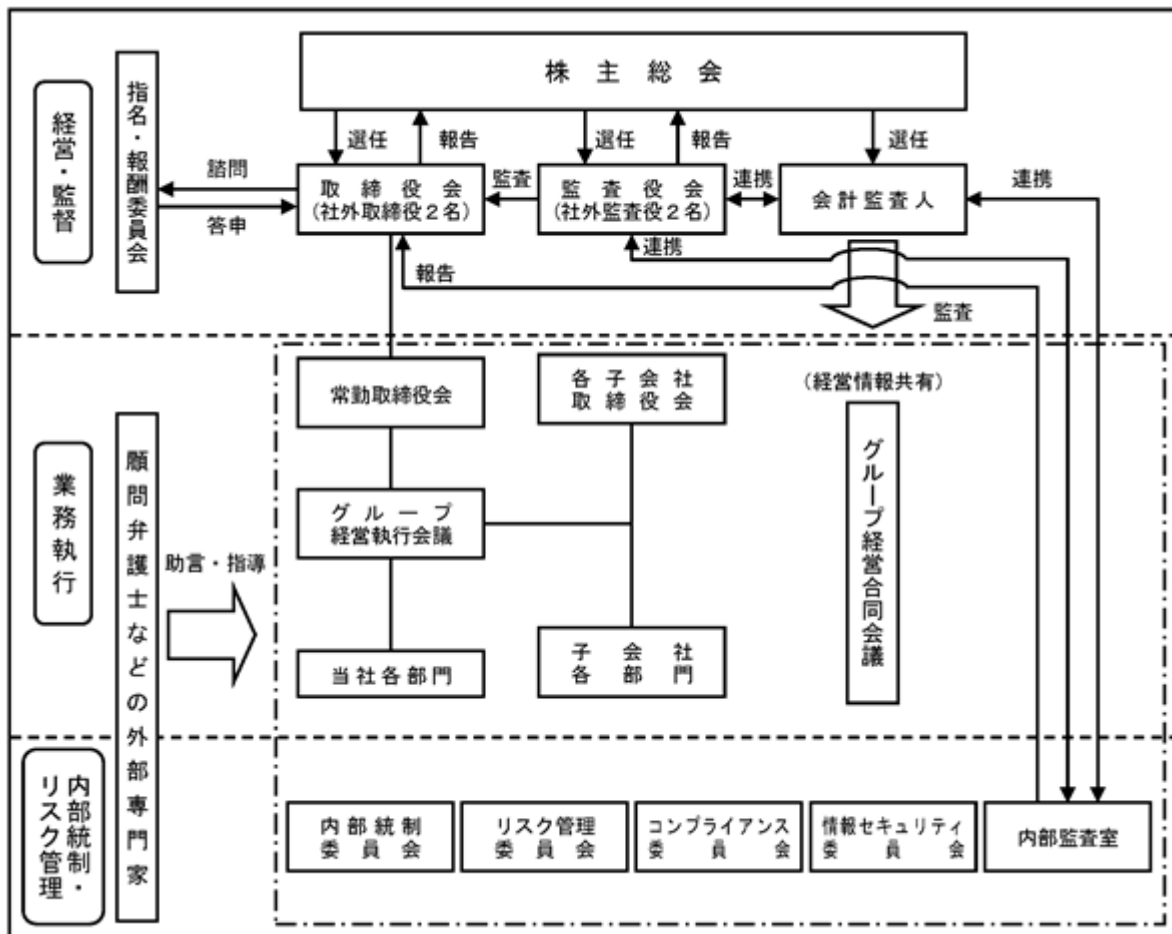 株主総会
経営・監督
指名・報酬委員会
選任
報告
選任
報告
選任
諮問
答申
取締役会
(社外取締役2名)
監査
監査役会
(社外監査役2名)
連携
会計監査人
連携
連携
報告
監査
業務執行
顧問弁護士などの外部専門家
助言・指導
常勤取締役会
各子会社
取締役会
(経営情報共有)
グループ
経営執行会議
グループ経営合同会議
当社各部門
子会社
各部門
内部統制・
リスク管理
内部統制
委員会
リスク管理
委員会
コンプライアンス
委員会
情報セキュリティ
委員会
内部監査室